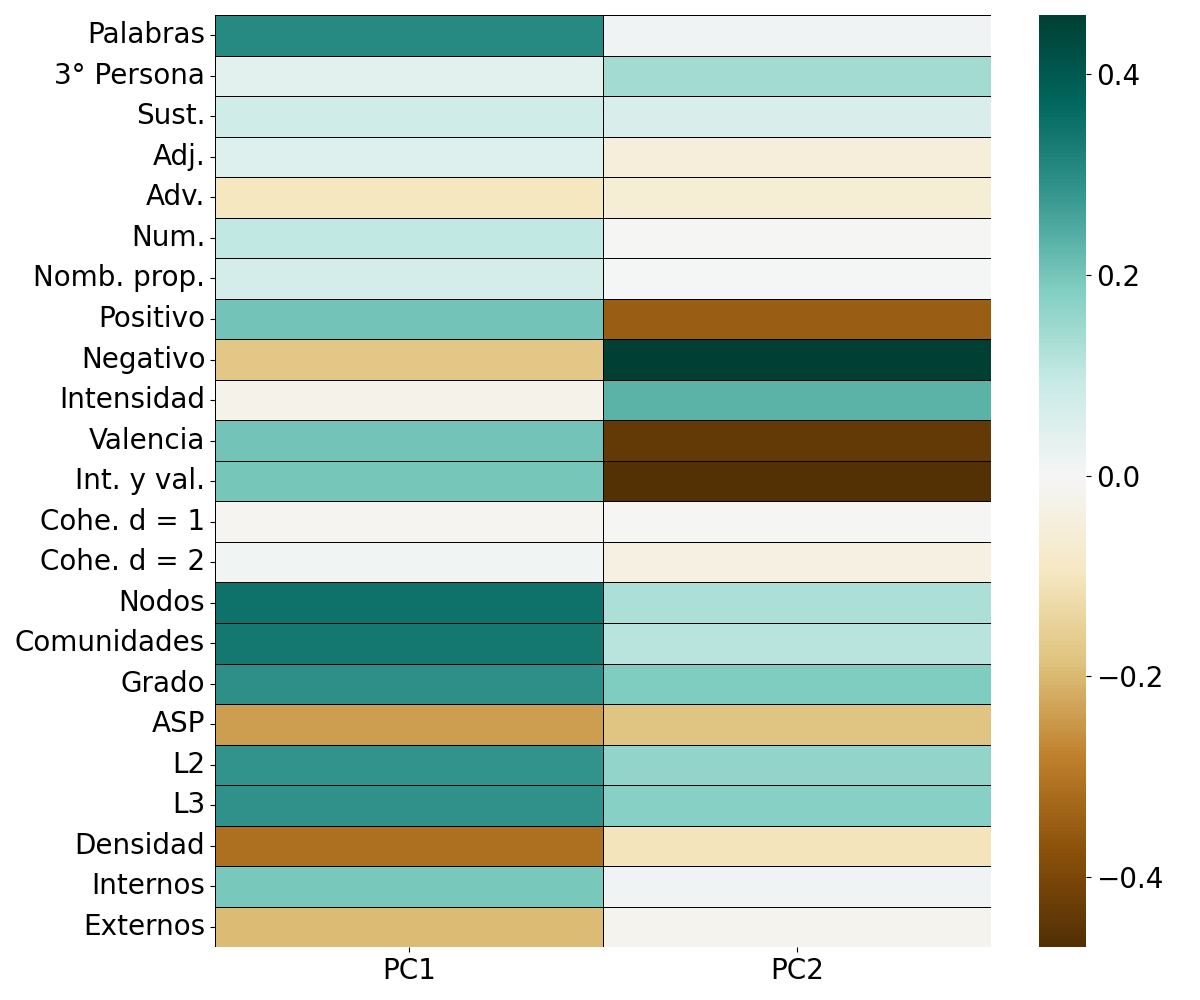 Palabras
3° Persona
Sust.
Adj.
Adv.
Num.
Nomb. prop.
Positivo
Negativo
Intensidad
Valencia
Int. y val.
Cohe. d = 1
Cohe. d = 2
Nodos
Comunidades
Grado
ASP
L2
L3
Densidad
Internos
Externos
PC1
PC2
0.4
0.2
0.0
−0.2
−0.4